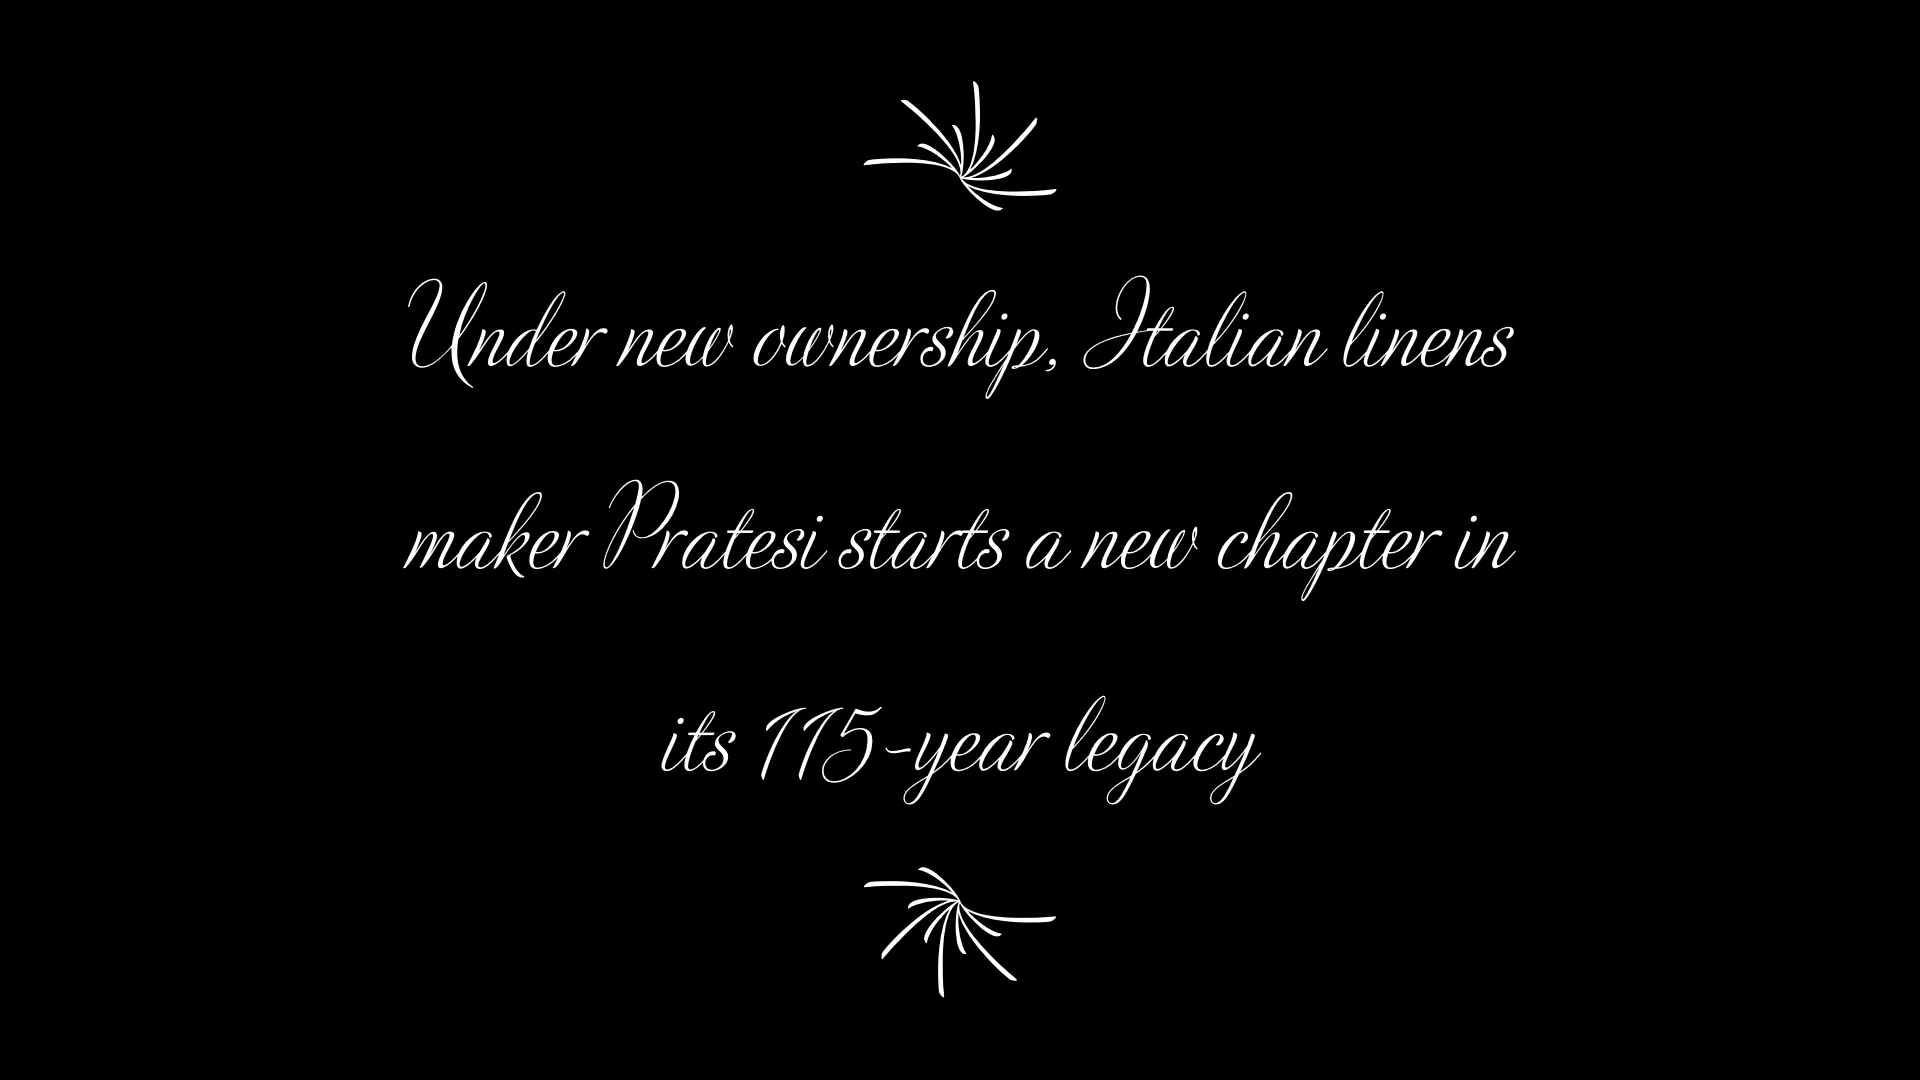 Under new ownership, Italian linens
maker Pratesi starts a new chapter in
its 115-year legacy